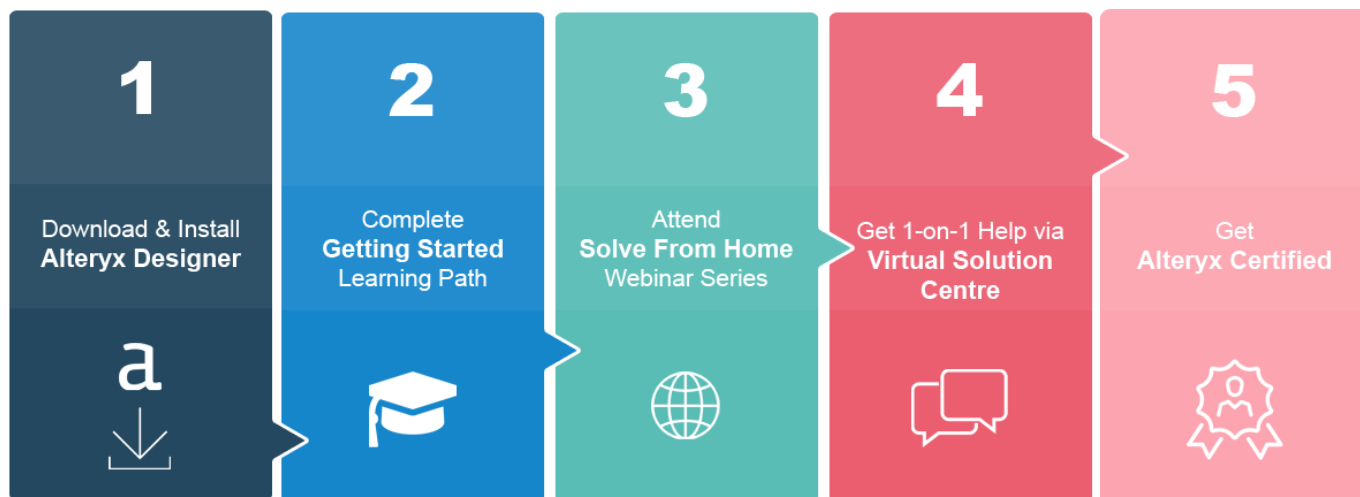 1
Download & Install
Alteryx Designer
a
2
Complete
Getting Started
Learning Path
3
Attend
Solve From Home
Webinar Series
4
Get 1-on-1 Help via
Virtual Solution
Centre
5
Get
Alteryx Certified